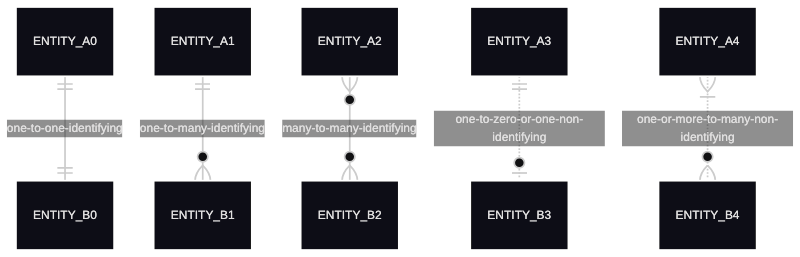 ENTITY_A0
ENTITY_A1
ENTITY_A2
ENTITY_A3
ENTITY_A4
one-to-one-identifying
one-to-many-identifying
many-to-many-identifying
one-to-zero-or-one-non-
identifying
one-or-more-to-many-non-
identifying
ENTITY_B0
ENTITY_B1
ENTITY_B2
ENTITY_B3
ENTITY_B4